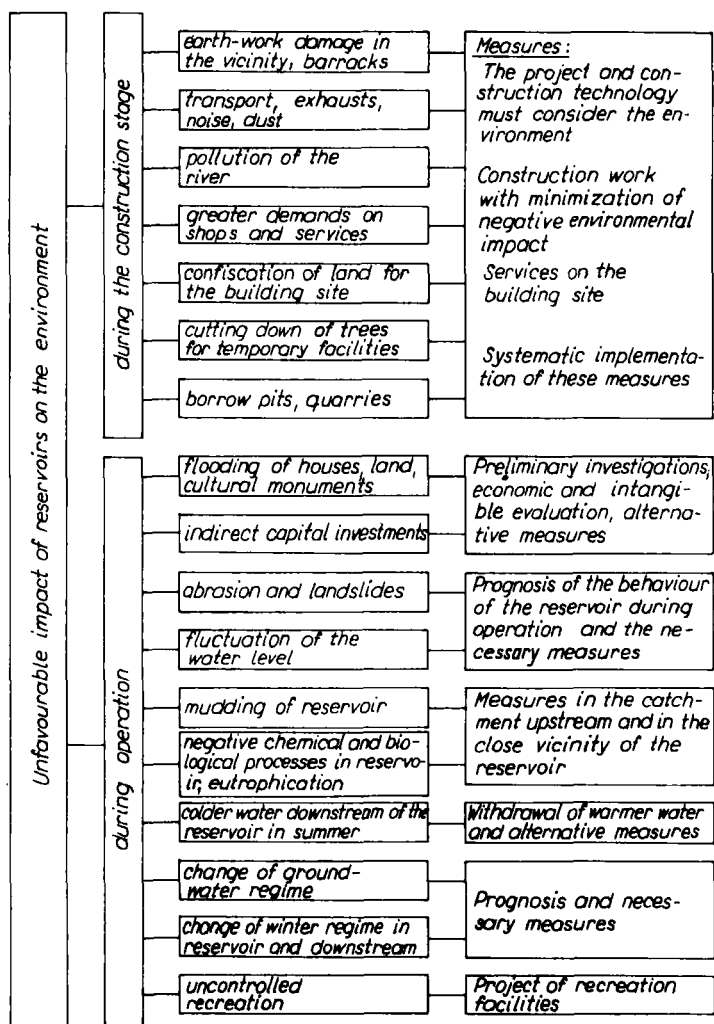 Unfavourable impact of reservoirs on the environment
during the construction stage
earth-work damage in
the vicinity, barracks
transport, exhausts,
noise, dust
pollution of the
river
greater demands on
shops and services
confiscation of land for
the building site
cutting down of trees
for temporary facilities
borrow pits, quarries
Measures:
The project and con-
struction technology
must consider the en-
vironment
Construction work
with minimization of
negative environmental
impact
Services on the
building site
Systematic implementa-
tion of these measures
during operation
flooding of houses, land,
cultural monuments
indirect capital investments
Preliminary investigations,
economic and intangi-
ble evaluation, alterna-
tive measures
abrasion and landslides
fluctuation of the
water level
Prognosis of the behaviour
of the reservoir during
operation and the ne-
cessary measures
mudding of reservoir
negative chemical and bio-
logical processes in reservo-
ir, eutrophication
Measures in the catch-
ment upstream and in the
close vicinity of the
reservoir
colder water downstream of the
reservoir in summer
Withdrawal of warmer water
and alternative measures
change of ground-
water regime
change of winter regime in
reservoir and downstream
Prognosis and neces-
sary measures
uncontrolled
recreation
Project of recreation
facilities